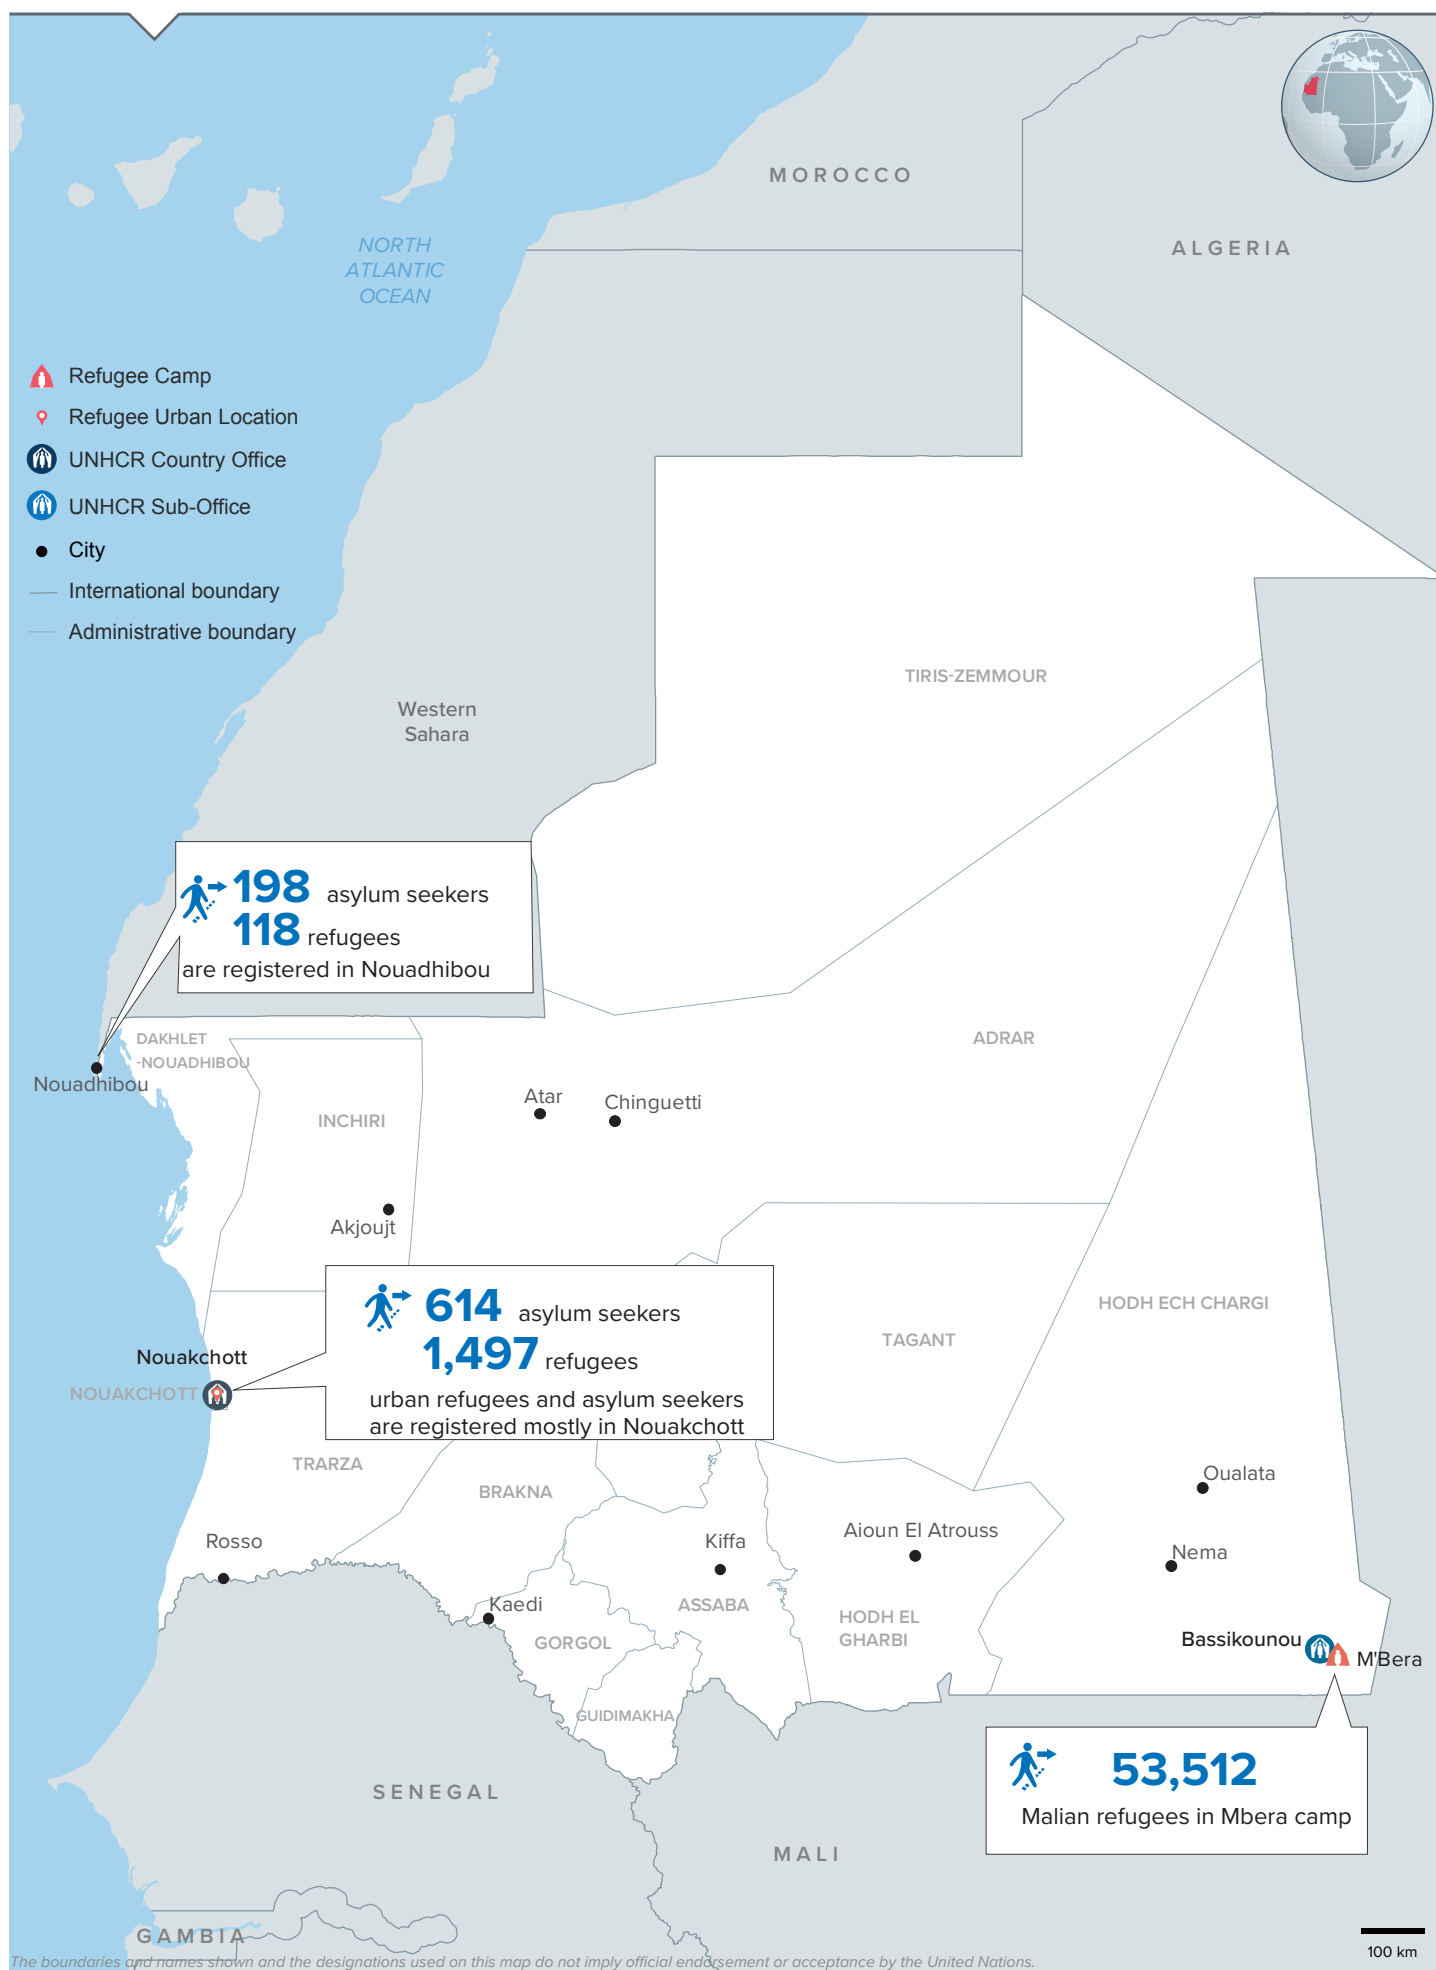 MOROCCO
ALGERIA
NORTH
ATLANTIC
OCEAN
Refugee Camp
Refugee Urban Location
UNHCR Country Office
UNHCR Sub-Office
City
International boundary
Administrative boundary
TIRIS-ZEMMOUR
Western
Sahara
198 asylum seekers
118 refugees
are registered in Nouadhibou
DAKHLET
-NOUADHIBOU
ADRAR
Nouadhibou
Atar
Chinguetti
INCHIRI
Akjoujt
614 asylum seekers
1,497 refugees
urban refugees and asylum seekers
are registered mostly in Nouakchott
HODH ECH CHARGI
TAGANT
Nouakchott
NOUAKCHOTT
TRARZA
BRAKNA
Oualata
Rosso
Kiffa
Aioun El Atrouss
Nema
Kaedi
ASSABA
HODH EL
GHARBI
GORGOL
Bassikounou
M'Bera
GUIDIMAKHA
53,512
Malian refugees in Mbera camp
SENEGAL
MALI
GAMBIA
100 km
The boundaries and names shown and the designations used on this map do not imply official endorsement or acceptance by the United Nations.